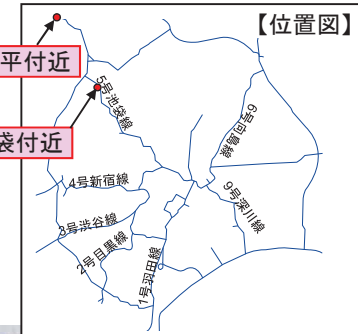 【位置図】
平付近
5号池袋線
袋付近
6号向島線
4号新宿線
9号深川線
3号渋谷線
2号目黒線
1号羽田線